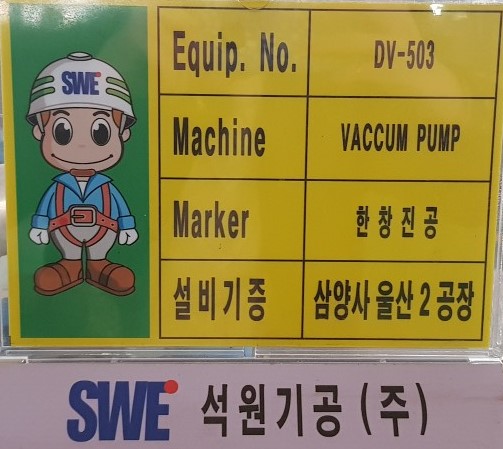 SWE
Equip. No. DV-503
Machine VACCUM PUMP
Marker 한창진공
설비기증 삼양사 울산 2 공장
SWE 석원기공 (주)